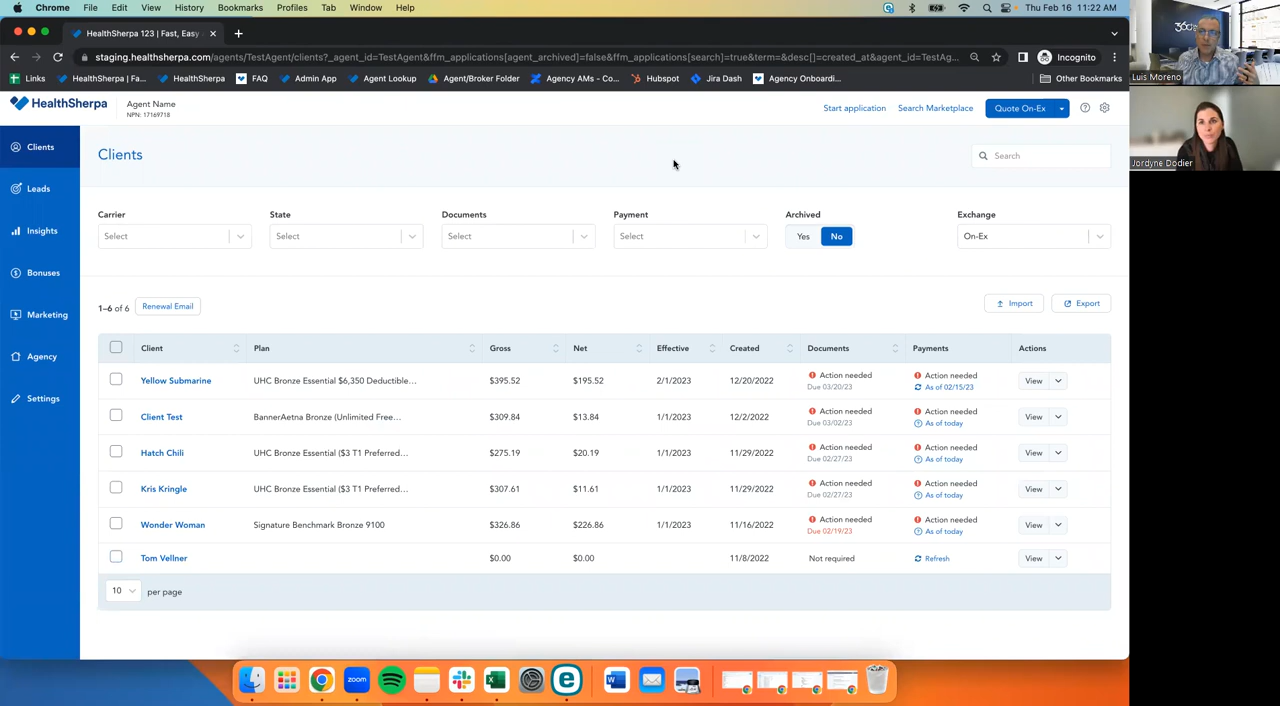 Chrome File Edit View History Bookmarks Profiles Tab Window Help Thu Feb 16 11:22 AM
HealthSherpa 123 | Fast, Easy
staging.healthsherpa.com/agents/TestAgent/clients?_agent_id=TestAgent&ffm_applications[agent_archived]=false&ffm_applications[search]=true&term=&desc[]=created_at&agent_id=TestAg... Incognito
Links HealthSherpa | Fa... HealthSherpa FAQ Admin App Agent Lookup Agent/Broker Folder Agency AMs - Co... Hubspot Jira Dash Agency Onboardi... Other Bookmarks
HealthSherpa Agent Name Start application Search Marketplace Quote On-Ex
NPN: 17169718
Clients
Leads
Insights
Bonuses
Marketing
Agency
Settings
Clients Search
Carrier State Documents Payment Archived Exchange
Select Select Select Select Yes No On-Ex
1–6 of 6 Renewal Email Import Export
Client Plan Gross Net Effective Created Documents Payments Actions
Yellow Submarine UHC Bronze Essential $6,350 Deductible... $395.52 $195.52 2/1/2023 12/20/2022 Action needed Due 03/20/23 Action needed As of 02/15/23 View
Client Test BannerAetna Bronze (Unlimited Free... $309.84 $13.84 1/1/2023 12/2/2022 Action needed Due 03/02/23 Action needed As of today View
Hatch Chili UHC Bronze Essential ($3 T1 Preferred... $275.19 $20.19 1/1/2023 11/29/2022 Action needed Due 02/27/23 Action needed As of today View
Kris Kringle UHC Bronze Essential ($3 T1 Preferred... $307.61 $11.61 1/1/2023 11/29/2022 Action needed Due 02/27/23 Action needed As of today View
Wonder Woman Signature Benchmark Bronze 9100 $326.86 $226.86 1/1/2023 11/16/2022 Action needed Due 02/19/23 Action needed As of today View
Tom Vellner $0.00 $0.00 11/8/2022 Not required Refresh View
10 per page
zoom
Luis Moreno
Jordyne Dodier